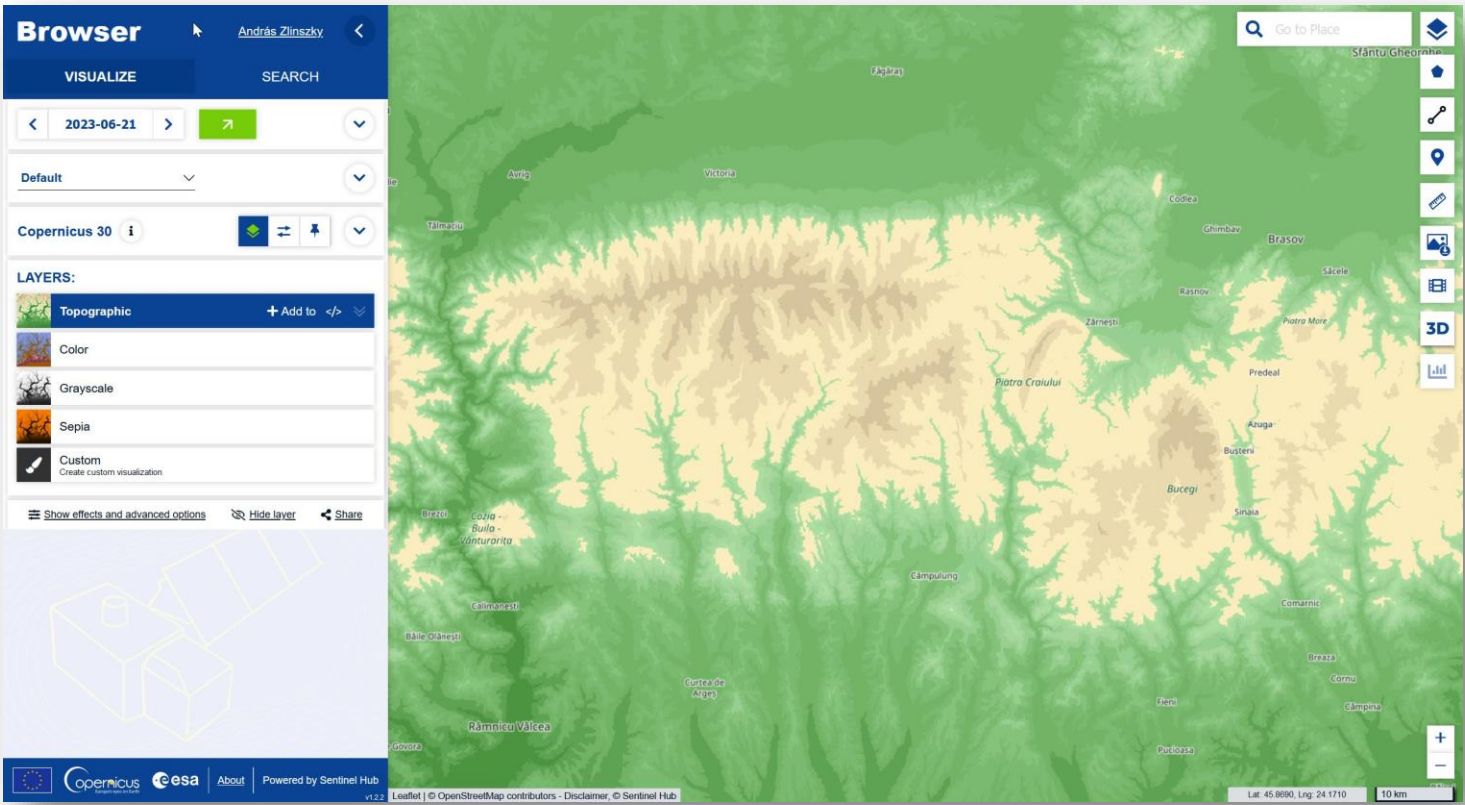 Browser
András Zlinszky
VISUALIZE
SEARCH
2023-06-21
Default
Copernicus 30
i
LAYERS:
Topographic
+ Add to </>
Color
Grayscale
Sepia
Custom
Create custom visualization
Show effects and advanced options
Hide layer
Share
Copernicus
esa
About
Powered by Sentinel Hub
v1.2.2
Go to Place
Sfântu Gheorghe
Făgăraș
Avrig
Victoria
Codlea
Tălmaciu
Ghimbav
Brasov
Săcele
Rasnov
Zărnești
Piatra Mare
3D
Piatra Craiului
Predeal
Azuga
Bușteni
Bucegi
Brezoi
Cozia -
Buila -
Vânturarița
Sinaia
Câmpulung
Călimănești
Comarnic
Băile Olănești
Breaza
Curtea de
Argeș
Cornu
Fieni
Câmpina
Râmnicu Vâlcea
Govora
Pucioasa
+
−
Leaflet | © OpenStreetMap contributors - Disclaimer, © Sentinel Hub
Lat: 45.8690, Lng: 24.1710
10 km